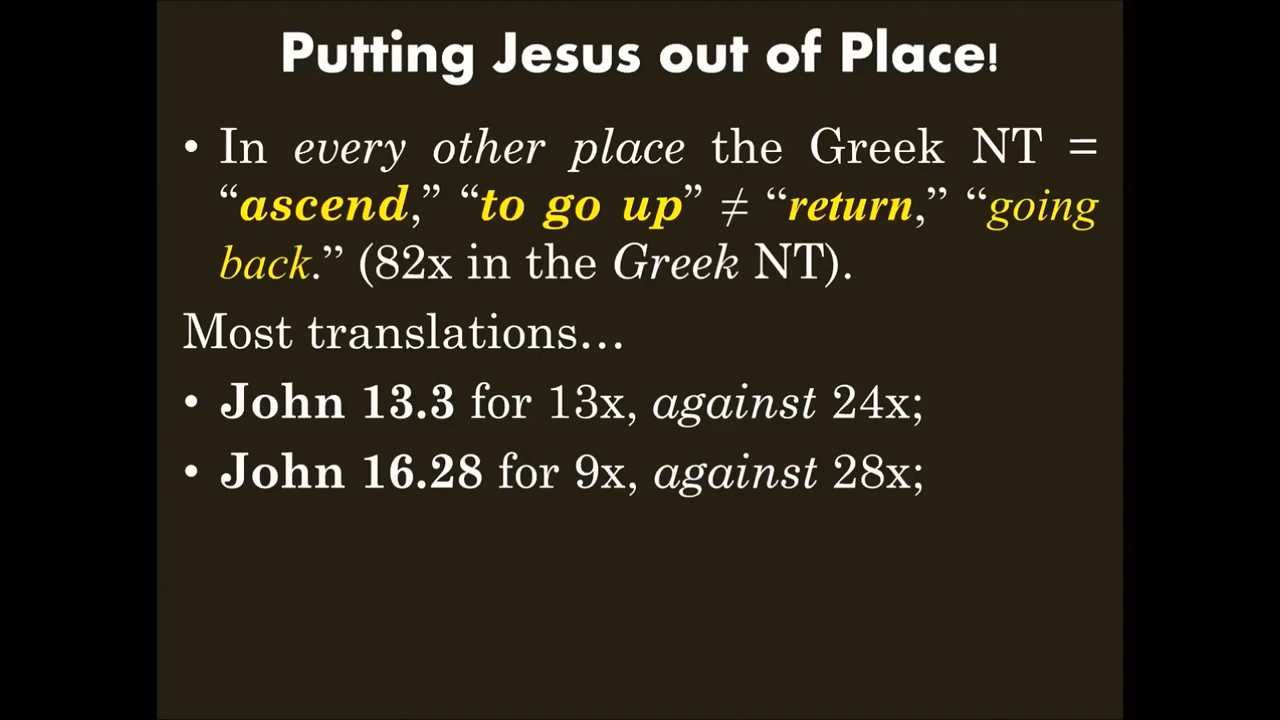 Putting Jesus out of Place!
• In every other place the Greek NT =
“ascend,” “to go up” ≠ “return,” “going
back.” (82x in the Greek NT).
Most translations…
• John 13.3 for 13x, against 24x;
• John 16.28 for 9x, against 28x;